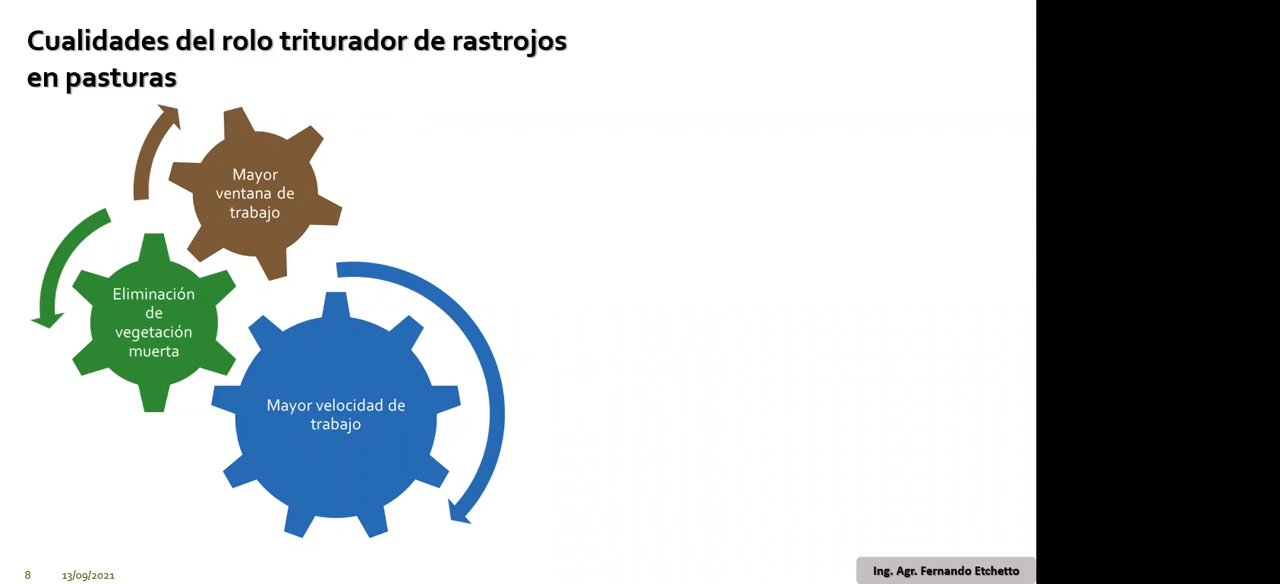 Cualidades del rolo triturador de rastrojos
en pasturas
Mayor
ventana de
trabajo
Eliminación
de
vegetación
muerta
Mayor velocidad de
trabajo
8
13/09/2021
Ing. Agr. Fernando Etchetto